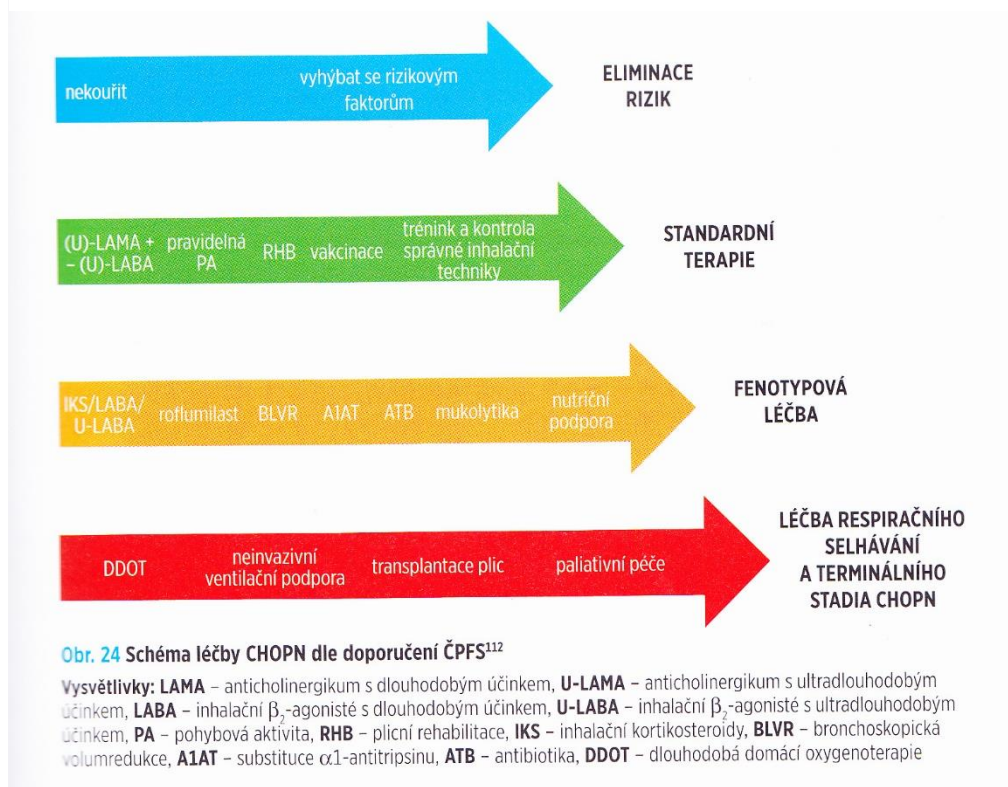 nekouřit
vyhýbat se rizikovým
faktorům
ELIMINACE
RIZIK
(U)-LAMA +
– (U)-LABA
pravidelná
PA
RHB
vakcinace
trénink a kontrola
správné inhalační
techniky
STANDARDNÍ
TERAPIE
IKS/LABA/
U-LABA
roflumilast
BLVR
A1AT
ATB
mukolytika
nutriční
podpora
FENOTYPOVÁ
LÉČBA
DDOT
neinvazivní
ventilační podpora
transplantace plic
paliativní péče
LÉČBA RESPIRAČNÍHO
SELHÁVÁNÍ
A TERMINÁLNÍHO
STADIA CHOPN
Obr. 24 Schéma léčby CHOPN dle doporučení ČPFS¹¹²
Vysvětlivky: LAMA – anticholinergikum s dlouhodobým účinkem, U-LAMA – anticholinergikum s ultradlouhodobým
účinkem, LABA – inhalační β₂-agonisté s dlouhodobým účinkem, U-LABA – inhalační β₂-agonisté s ultradlouhodobým
účinkem, PA – pohybová aktivita, RHB – plicní rehabilitace, IKS – inhalační kortikosteroidy, BLVR – bronchoskopická
volumredukce, A1AT – substituce α1-antitripsinu, ATB – antibiotika, DDOT – dlouhodobá domácí oxygenoterapie